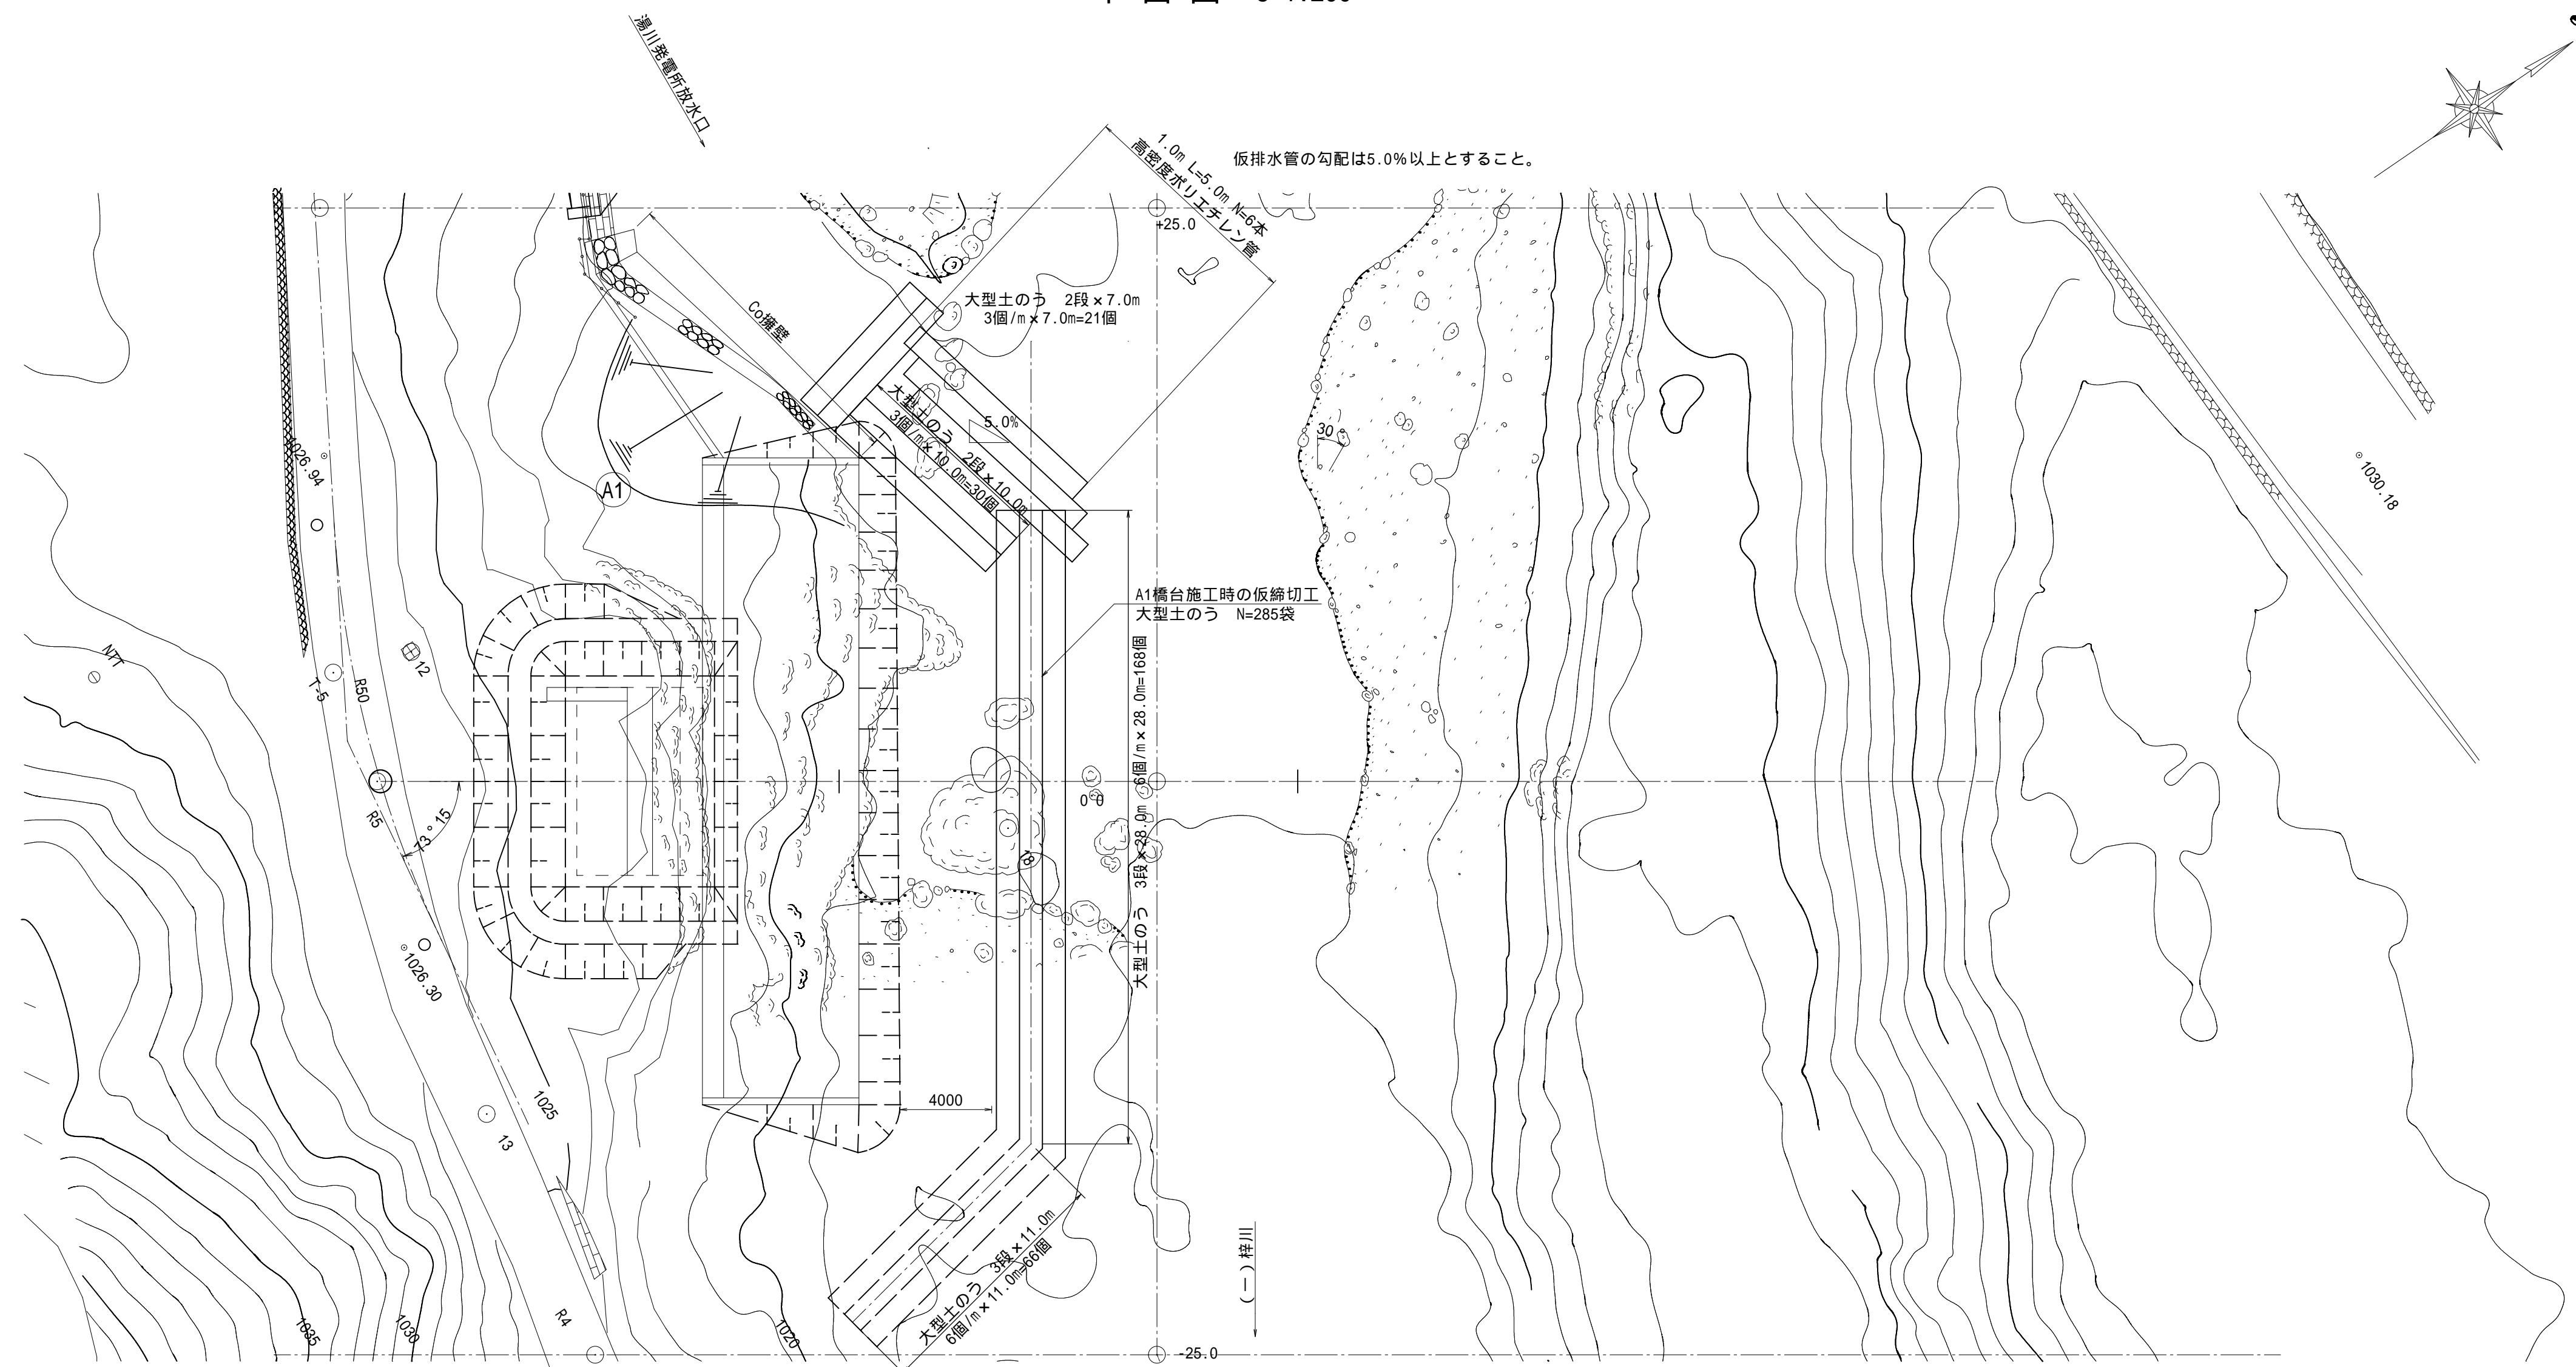 湯川発電所放水口
1.0m L=5.0m N=6本
高密度ポリエチレン管
仮排水管の勾配は5.0%以上とすること。
+25.0
Co擁壁
大型土のう 2段×7.0m
3個/m×7.0m=21個
大型土のう 2段×10.0m
3個/m×10.0m=30個
5.0%
30
1026.94
A1
1030.18
A1橋台施工時の仮締切工
大型土のう N=285袋
NTT
12
T-5
R50
大型土のう 3段×28.0m 6個/m×28.0m=168個
0 0
R5
73°15
18
1026.30
1025
4000
13
大型土のう 3段×11.0m
6個/m×11.0m=66個
(一)梓川
R4
1035
1030
1020
-25.0